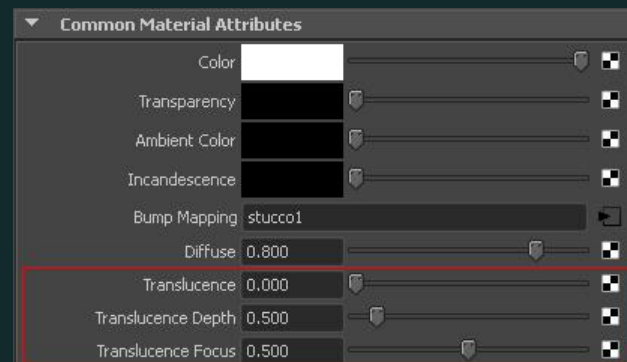 Common Material Attributes
Color
Transparency
Ambient Color
Incandescence
Bump Mapping stucco1
Diffuse 0.800
Translucence 0.000
Translucence Depth 0.500
Translucence Focus 0.500